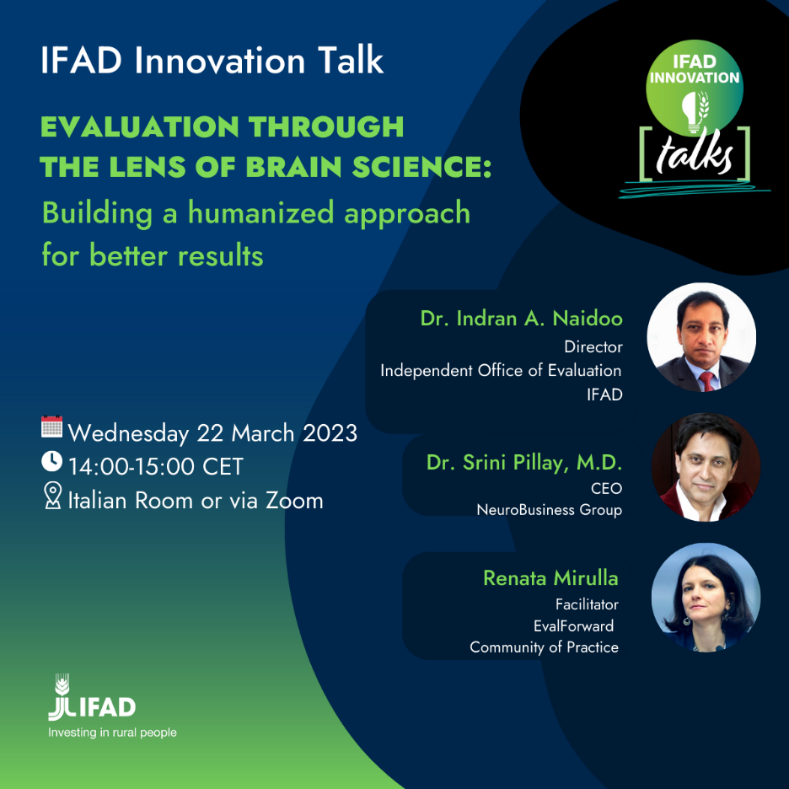 IFAD Innovation Talk
EVALUATION THROUGH
THE LENS OF BRAIN SCIENCE:
Building a humanized approach
for better results
IFAD
INNOVATION
[talks]
Dr. Indran A. Naidoo
Director
Independent Office of Evaluation
IFAD
Wednesday 22 March 2023
14:00-15:00 CET
Italian Room or via Zoom
Dr. Srini Pillay, M.D.
CEO
NeuroBusiness Group
Renata Mirulla
Facilitator
EvalForward
Community of Practice
IFAD
Investing in rural people